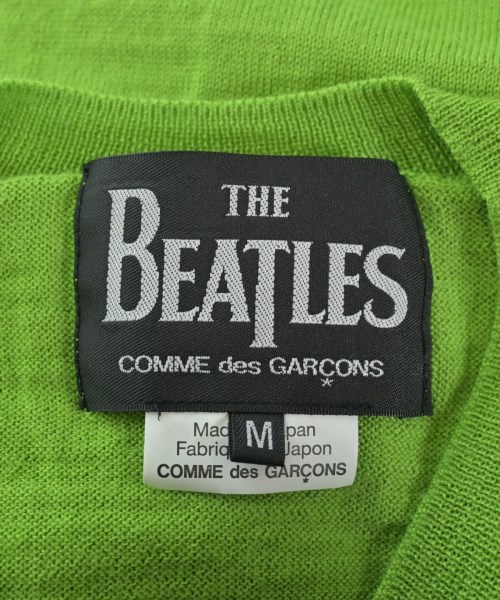 THE
BEATLES
COMME des GARÇONS
*
M
Japan
Japon
COMME des GARÇONS
*